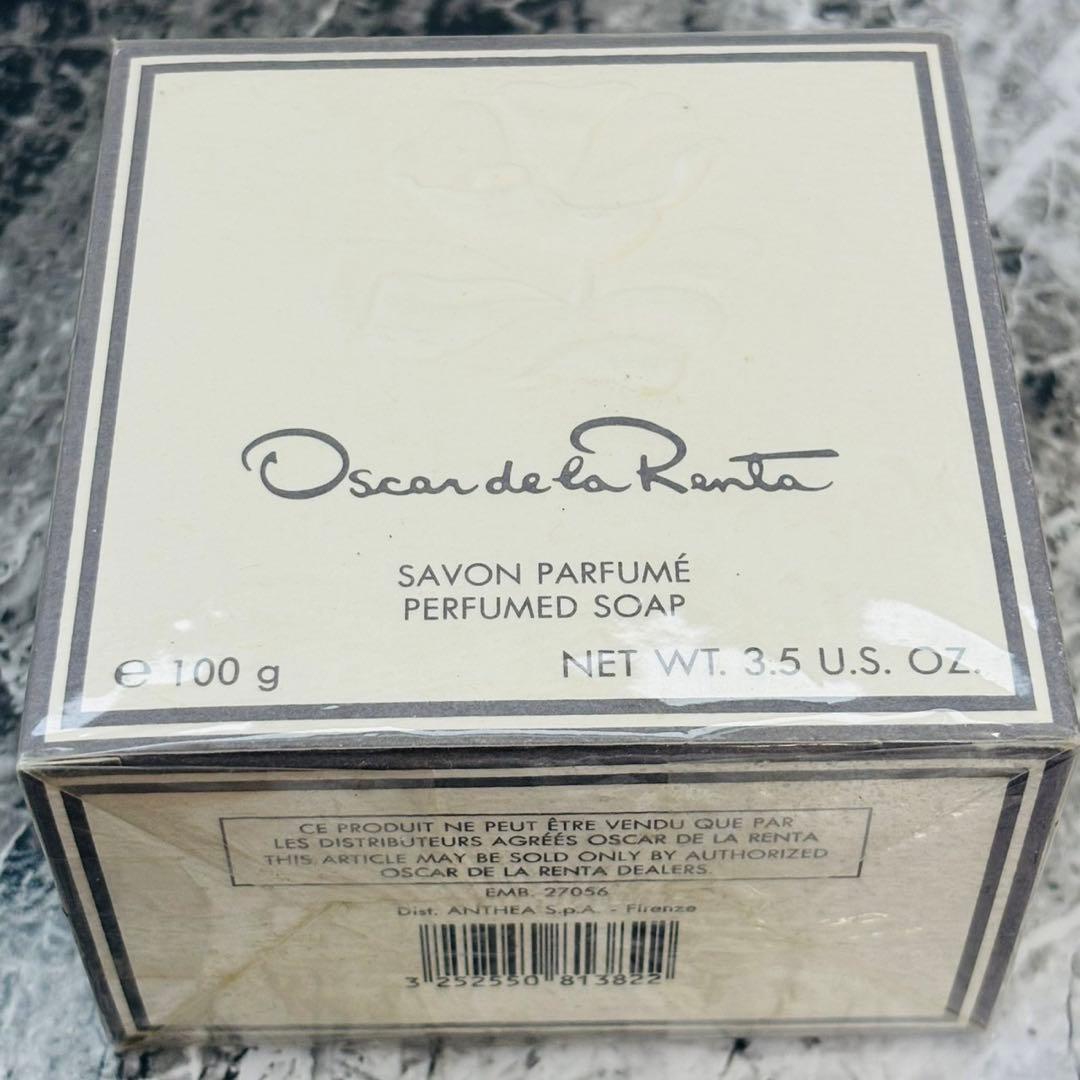 Oscar de la Renta
SAVON PARFUMÉ
PERFUMED SOAP
℮ 100 g NET WT. 3.5 U.S. OZ.
CE PRODUIT NE PEUT ÊTRE VENDU QUE PAR
LES DISTRIBUTEURS AGRÉÉS OSCAR DE LA RENTA
THIS ARTICLE MAY BE SOLD ONLY BY AUTHORIZED
OSCAR DE LA RENTA DEALERS.
EMB. 27056
Dist. ANTHEA S.p.A. - Firenze
3 252550 813822